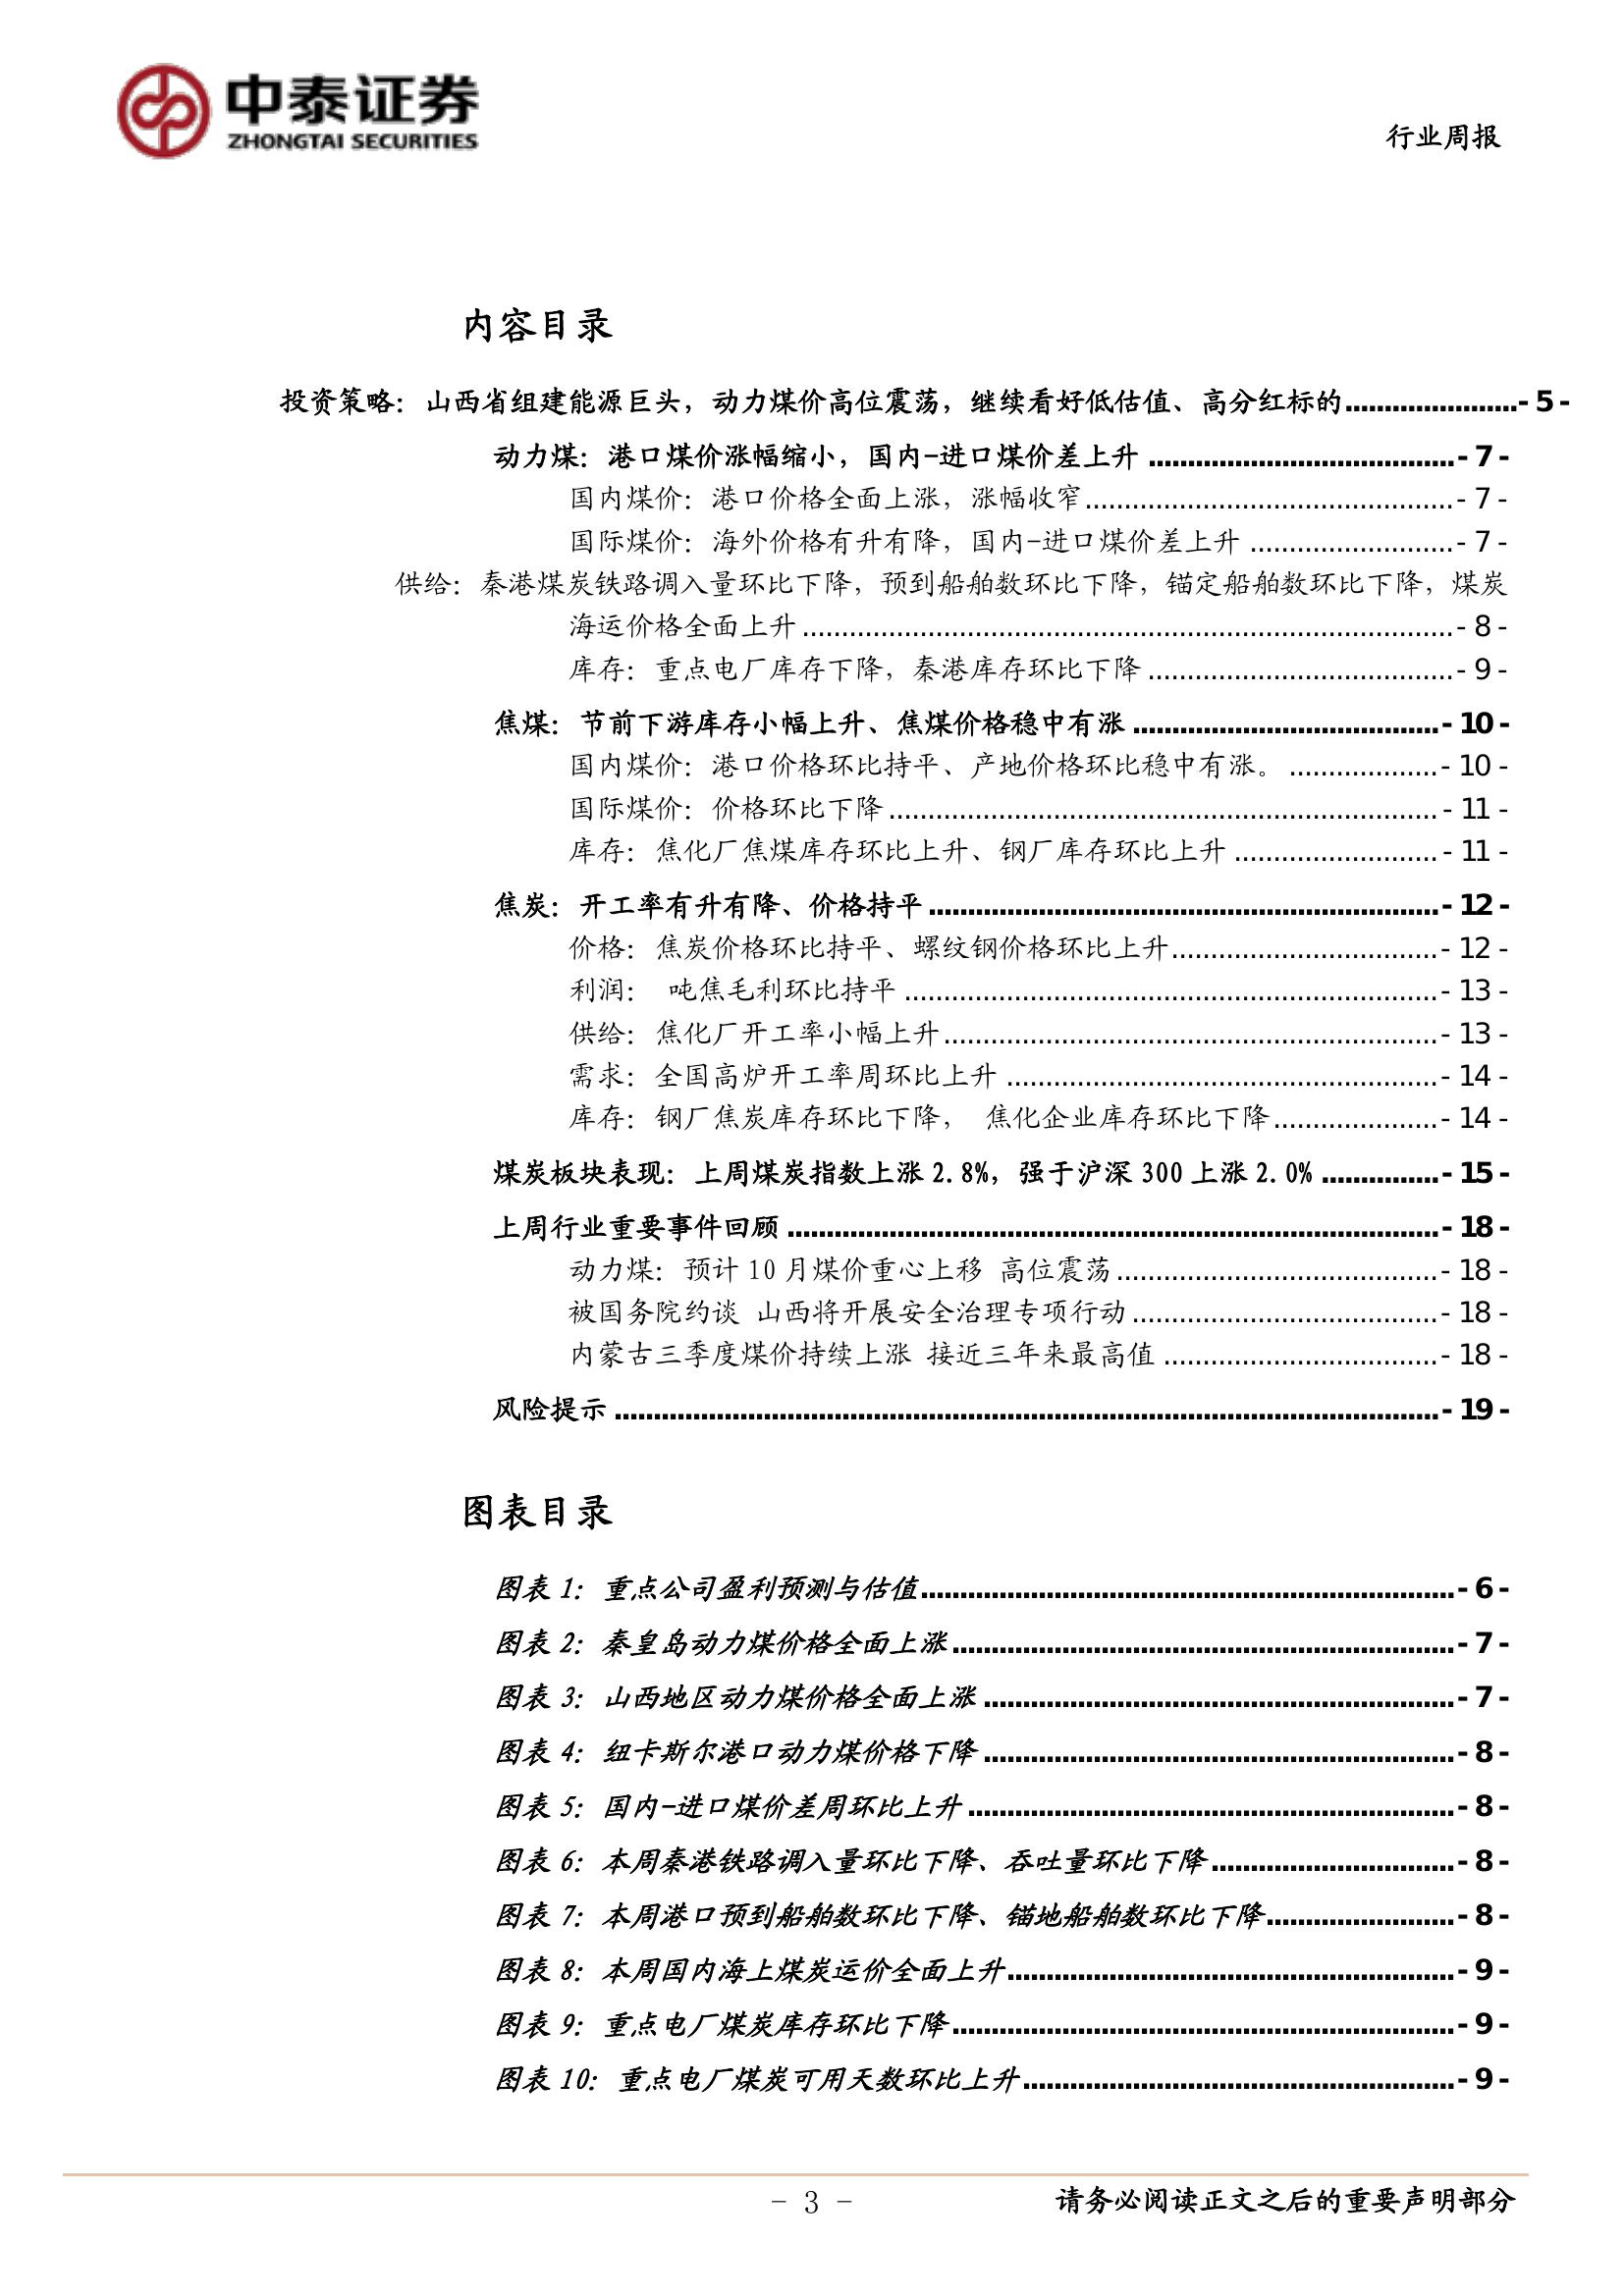 中泰证券
ZHONGTAI SECURITIES
行业周报
内容目录
投资策略：山西省组建能源巨头，动力煤价高位震荡，继续看好低估值、高分红标的......................- 5 -
动力煤：港口煤价涨幅缩小，国内-进口煤价差上升 .......................................- 7 -
国内煤价：港口价格全面上涨，涨幅收窄...............................................- 7 -
国际煤价：海外价格有升有降，国内-进口煤价差上升 ..........................- 7 -
供给：秦港煤炭铁路调入量环比下降，预到船舶数环比下降，锚定船舶数环比下降，煤炭
海运价格全面上升 ...................................................................................- 8 -
库存：重点电厂库存下降，秦港库存环比下降 .......................................- 9 -
焦煤：节前下游库存小幅上升、焦煤价格稳中有涨 .......................................- 10 -
国内煤价：港口价格环比持平、产地价格环比稳中有涨。 ...................- 10 -
国际煤价：价格环比下降 ......................................................................- 11 -
库存：焦化厂焦煤库存环比上升、钢厂库存环比上升 ..........................- 11 -
焦炭：开工率有升有降、价格持平 .................................................................- 12 -
价格：焦炭价格环比持平、螺纹钢价格环比上升..................................- 12 -
利润： 吨焦毛利环比持平 ....................................................................- 13 -
供给：焦化厂开工率小幅上升...............................................................- 13 -
需求：全国高炉开工率周环比上升 .......................................................- 14 -
库存：钢厂焦炭库存环比下降， 焦化企业库存环比下降.....................- 14 -
煤炭板块表现：上周煤炭指数上涨 2.8%，强于沪深 300 上涨 2.0% ...............- 15 -
上周行业重要事件回顾 ...................................................................................- 18 -
动力煤：预计 10 月煤价重心上移 高位震荡.........................................- 18 -
被国务院约谈 山西将开展安全治理专项行动 .......................................- 18 -
内蒙古三季度煤价持续上涨 接近三年来最高值 ...................................- 18 -
风险提示 .........................................................................................................- 19 -
图表目录
图表 1：重点公司盈利预测与估值....................................................................- 6 -
图表 2：秦皇岛动力煤价格全面上涨................................................................- 7 -
图表 3：山西地区动力煤价格全面上涨 ............................................................- 7 -
图表 4：纽卡斯尔港口动力煤价格下降 ............................................................- 8 -
图表 5：国内-进口煤价差周环比上升 ..............................................................- 8 -
图表 6：本周秦港铁路调入量环比下降、吞吐量环比下降...............................- 8 -
图表 7：本周港口预到船舶数环比下降、锚地船舶数环比下降........................- 8 -
图表 8：本周国内海上煤炭运价全面上升.........................................................- 9 -
图表 9：重点电厂煤炭库存环比下降................................................................- 9 -
图表 10：重点电厂煤炭可用天数环比上升.......................................................- 9 -
- 3 -
请务必阅读正文之后的重要声明部分